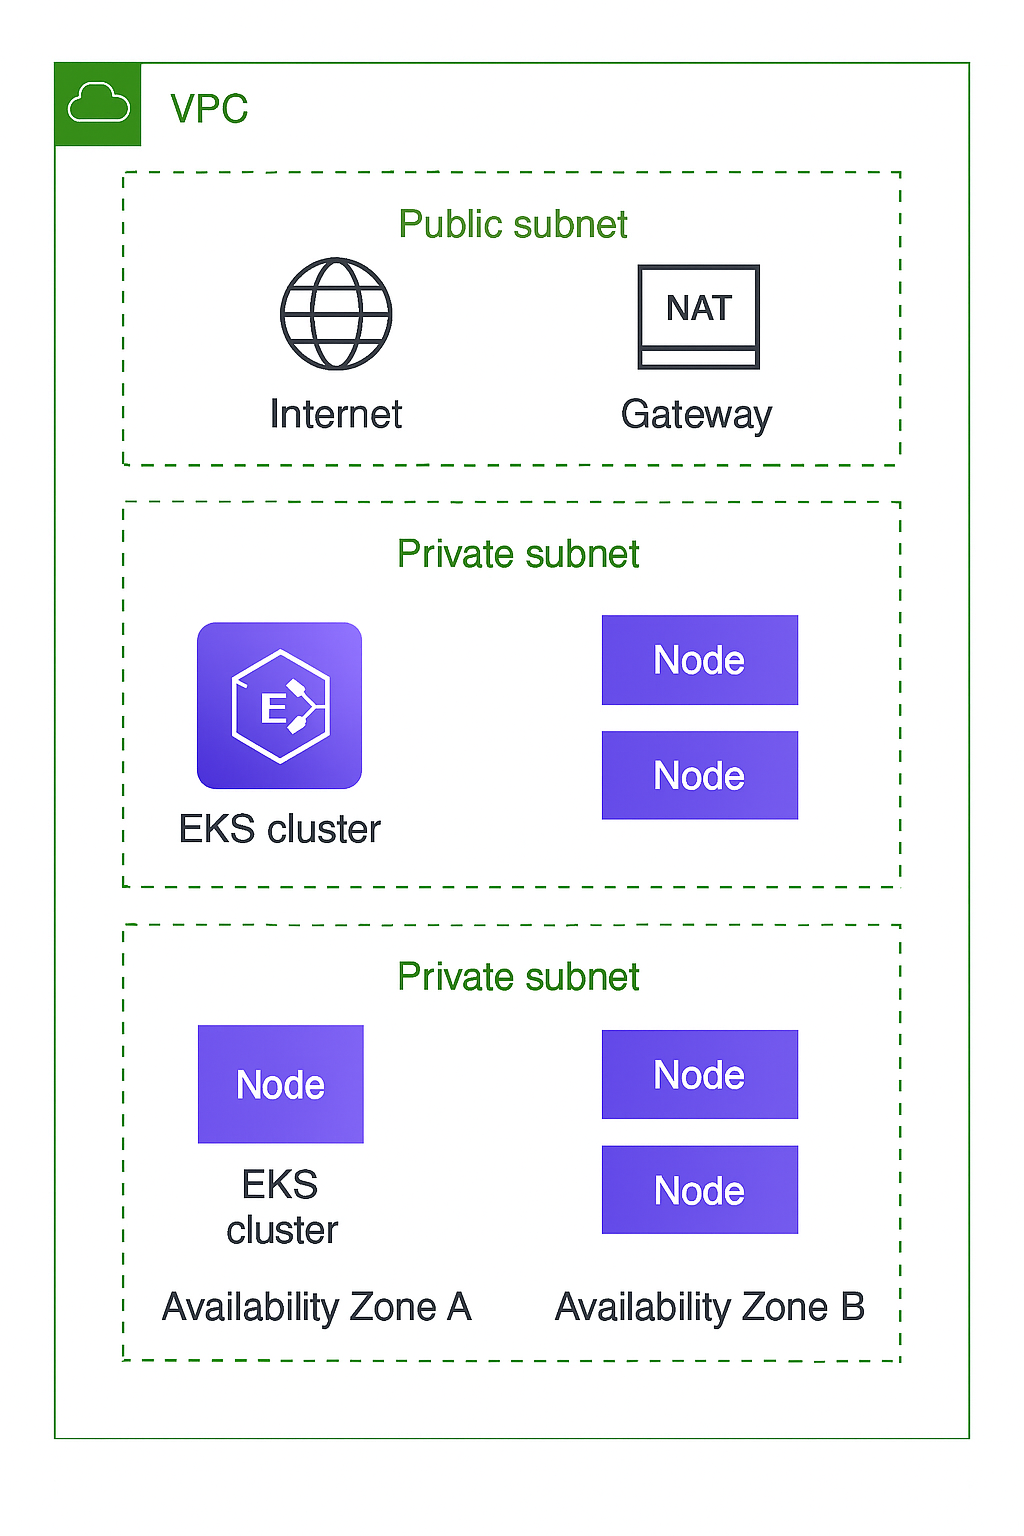 VPC
Public subnet
NAT
Internet
Gateway
Private subnet
E
Node
Node
EKS cluster
Private subnet
Node
EKS
cluster
Node
Node
Availability Zone A
Availability Zone B